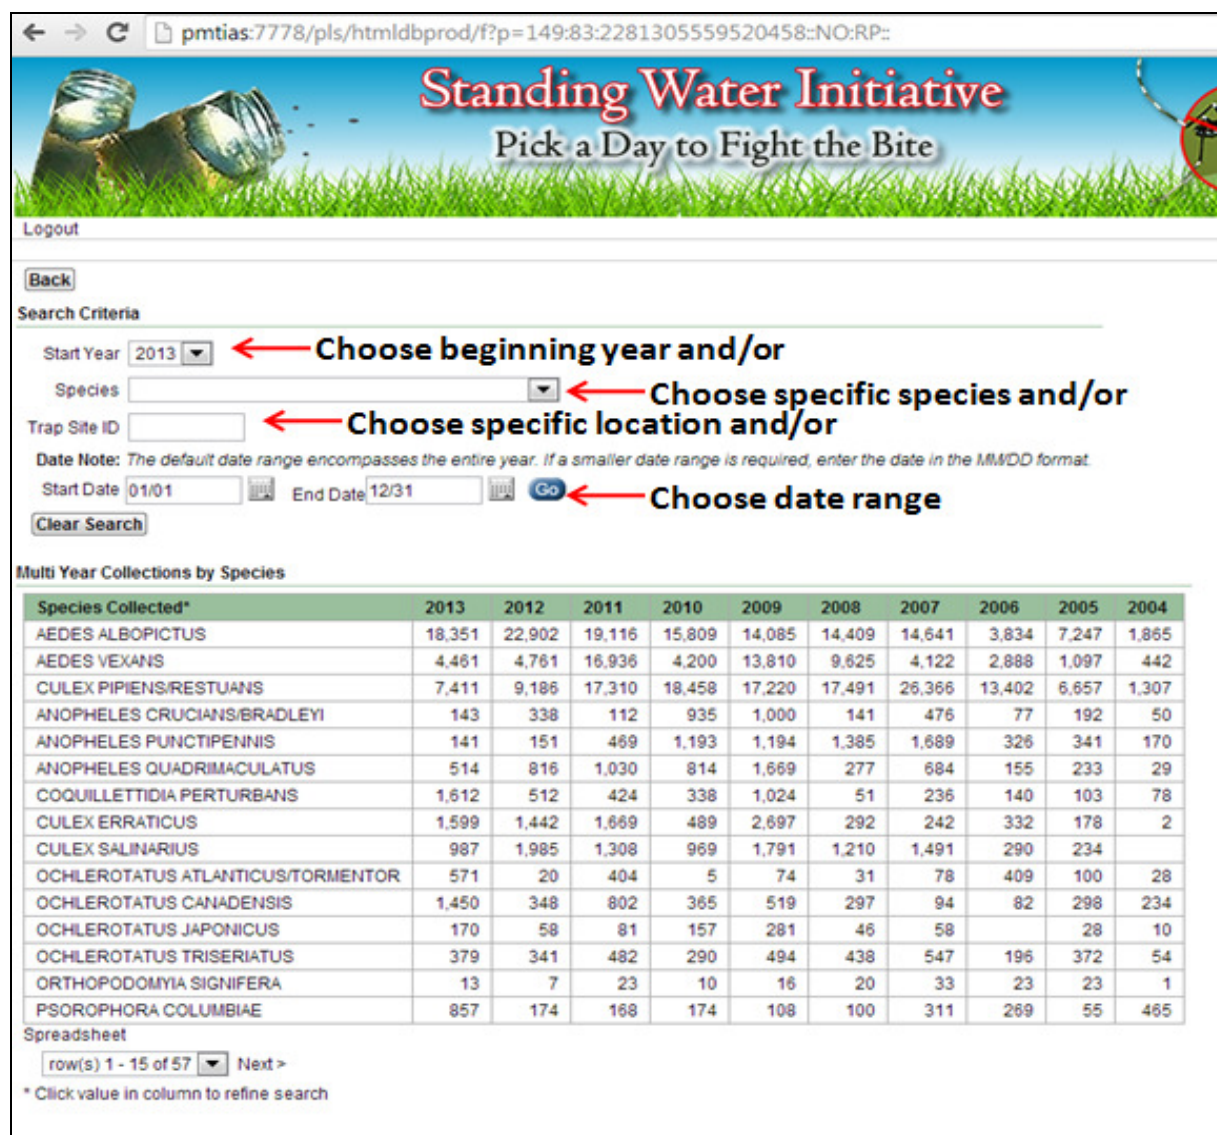 pmtias:7778/pls/htmldbprod/f?p=149:83:2281305559520458::NO:RP::
Standing Water Initiative
Pick a Day to Fight the Bite
Logout
Back
Search Criteria
Start Year 2013 Choose beginning year and/or
Species Choose specific species and/or
Trap Site ID Choose specific location and/or
Date Note: The default date range encompasses the entire year. If a smaller date range is required, enter the date in the MM/DD format.
Start Date 01/01 End Date 12/31 Go Choose date range
Clear Search
Multi Year Collections by Species
Species Collected* 2013 2012 2011 2010 2009 2008 2007 2006 2005 2004
AEDES ALBOPICTUS 18,351 22,902 19,116 15,809 14,085 14,409 14,641 3,834 7,247 1,865
AEDES VEXANS 4,461 4,761 16,936 4,200 13,810 9,625 4,122 2,888 1,097 442
CULEX PIPIENS/RESTUANS 7,411 9,186 17,310 18,458 17,220 17,491 26,366 13,402 6,657 1,307
ANOPHELES CRUCIANS/BRADLEYI 143 338 112 935 1,000 141 476 77 192 50
ANOPHELES PUNCTIPENNIS 141 151 469 1,193 1,194 1,385 1,689 326 341 170
ANOPHELES QUADRIMACULATUS 514 816 1,030 814 1,669 277 684 155 233 29
COQUILLETTIDIA PERTURBANS 1,612 512 424 338 1,024 51 236 140 103 78
CULEX ERRATICUS 1,599 1,442 1,669 489 2,697 292 242 332 178 2
CULEX SALINARIUS 987 1,985 1,308 969 1,791 1,210 1,491 290 234
OCHLEROTATUS ATLANTICUS/TORMENTOR 571 20 404 5 74 31 78 409 100 28
OCHLEROTATUS CANADENSIS 1,450 348 802 365 519 297 94 82 298 234
OCHLEROTATUS JAPONICUS 170 58 81 157 281 46 58 28 10
OCHLEROTATUS TRISERIATUS 379 341 482 290 494 438 547 196 372 54
ORTHOPODOMYIA SIGNIFERA 13 7 23 10 16 20 33 23 23 1
PSOROPHORA COLUMBIAE 857 174 168 174 108 100 311 269 55 465
Spreadsheet
row(s) 1 - 15 of 57 Next >
* Click value in column to refine search